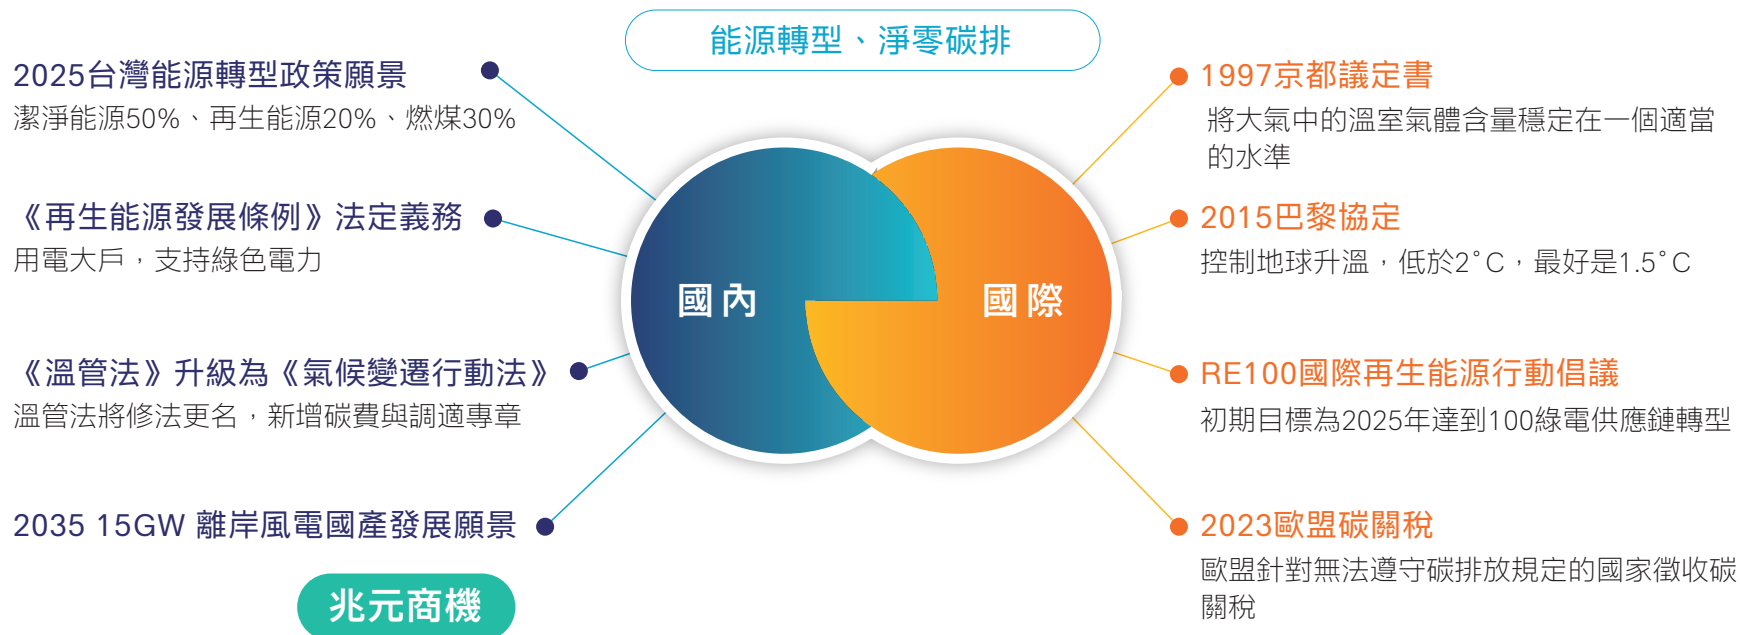 能源轉型、淨零碳排
2025台灣能源轉型政策願景
潔淨能源50%、再生能源20%、燃煤30%
《再生能源發展條例》法定義務
用電大戶，支持綠色電力
《溫管法》升級為《氣候變遷行動法》
溫管法將修法更名，新增碳費與調適專章
2035 15GW 離岸風電國產發展願景
兆元商機
國內
國際
1997京都議定書
將大氣中的溫室氣體含量穩定在一個適當
的水準
2015巴黎協定
控制地球升溫，低於2°C，最好是1.5°C
RE100國際再生能源行動倡議
初期目標為2025年達到100綠電供應鏈轉型
2023歐盟碳關稅
歐盟針對無法遵守碳排放規定的國家徵收碳
關稅